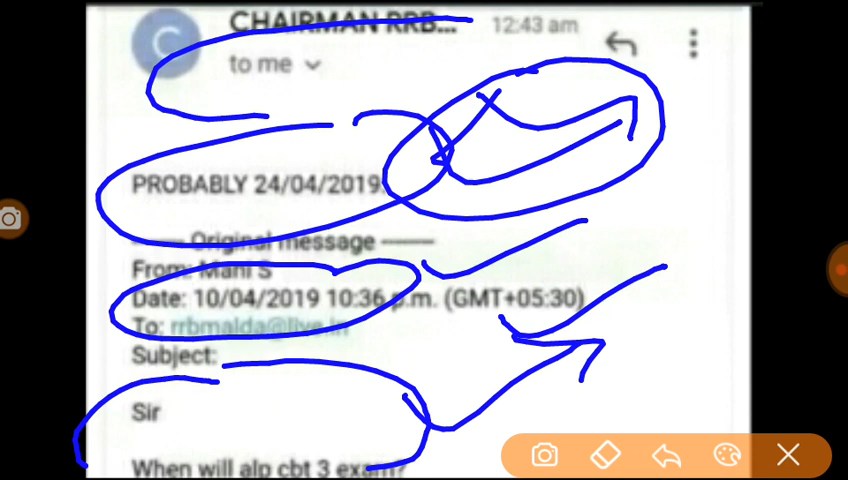 C
CHAIRMAN RRB... 12:43 am
to me
PROBABLY 24/04/2019.
Original message
From: Mani S
Date: 10/04/2019 10:36 p.m. (GMT+05:30)
To: rrbmalda@live.in
Subject:
Sir
When will alp cbt 3 exam?